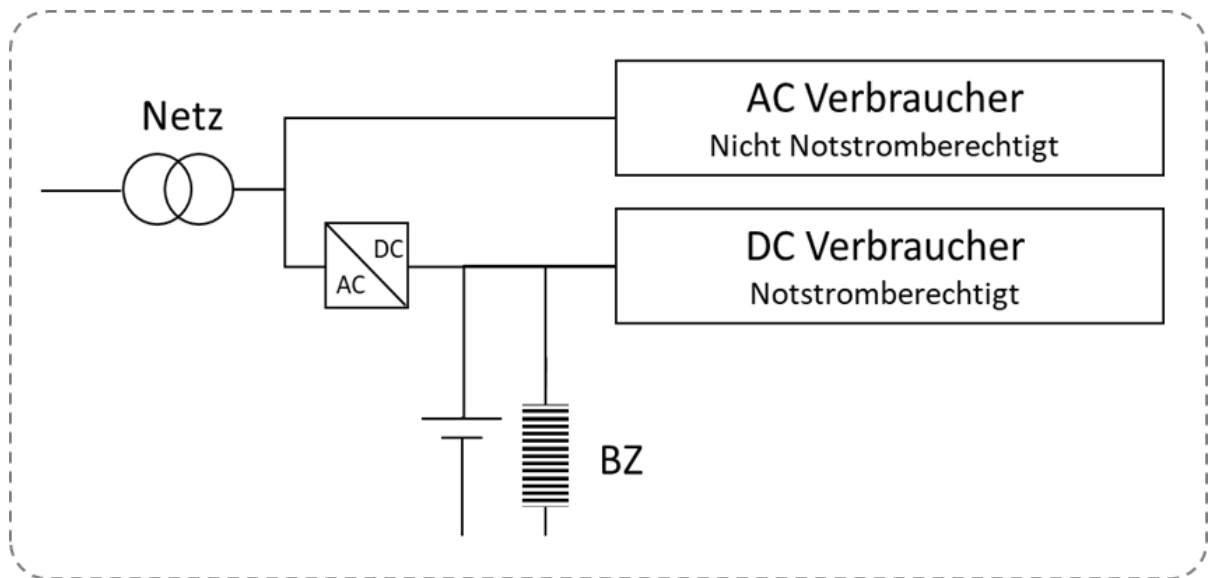 Netz
AC Verbraucher
Nicht Notstromberechtigt
DC Verbraucher
Notstromberechtigt
DC
AC
BZ